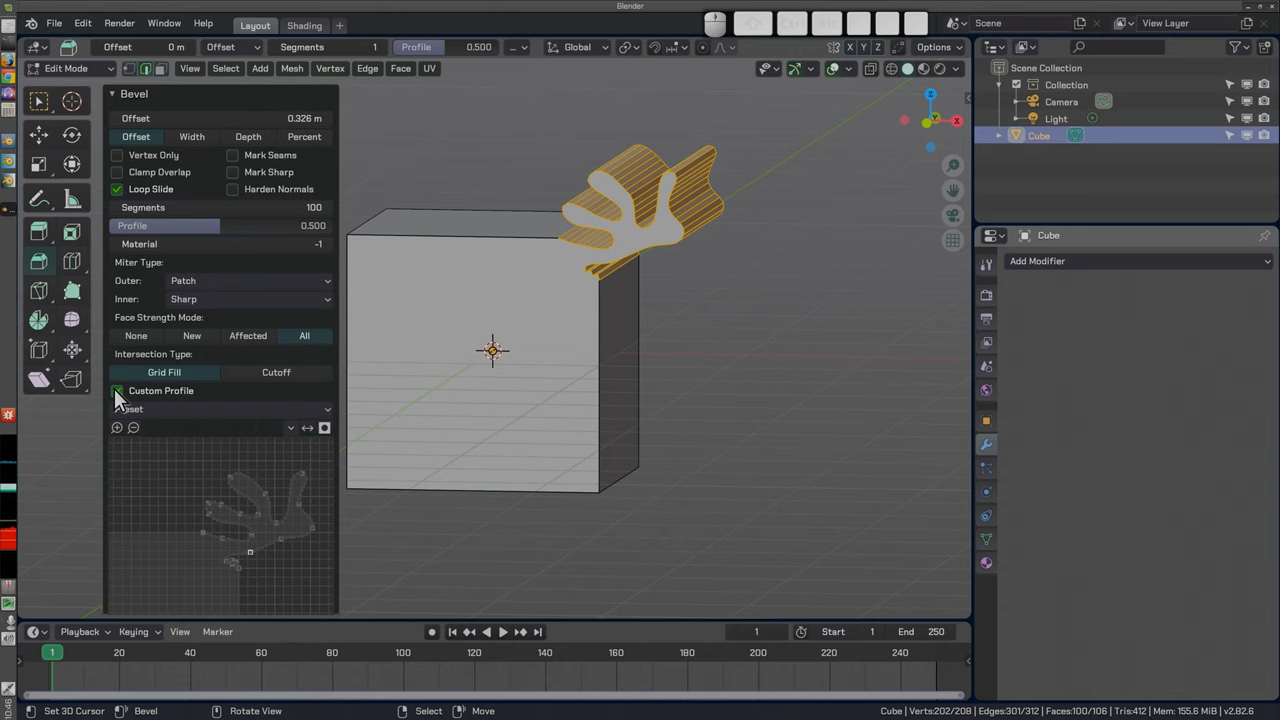 Blender
File Edit Render Window Help Layout Shading + Ctrl Alt Scene View Layer
Offset 0 m Offset Segments 1 Profile 0.500 Global X Y Z Options
Edit Mode View Select Add Mesh Vertex Edge Face UV
Scene Collection
Collection
Camera
Light
Cube
Bevel
Offset 0.326 m
Offset Width Depth Percent
Vertex Only Mark Seams
Clamp Overlap Mark Sharp
Loop Slide Harden Normals
Segments 100
Profile 0.500
Material -1
Miter Type:
Outer: Patch
Inner: Sharp
Face Strength Mode:
None New Affected All
Intersection Type:
Grid Fill Cutoff
Custom Profile
eset
Z
X
Y
Cube
Add Modifier
Playback Keying View Marker 1 Start 1 End 250
1 20 40 60 80 100 120 140 160 180 200 220 240
10:46
Set 3D Cursor Bevel Rotate View Select Move Cube | Verts:202/208 | Edges:301/312 | Faces:100/106 | Tris:412 | Mem: 155.6 MiB | v2.82.6